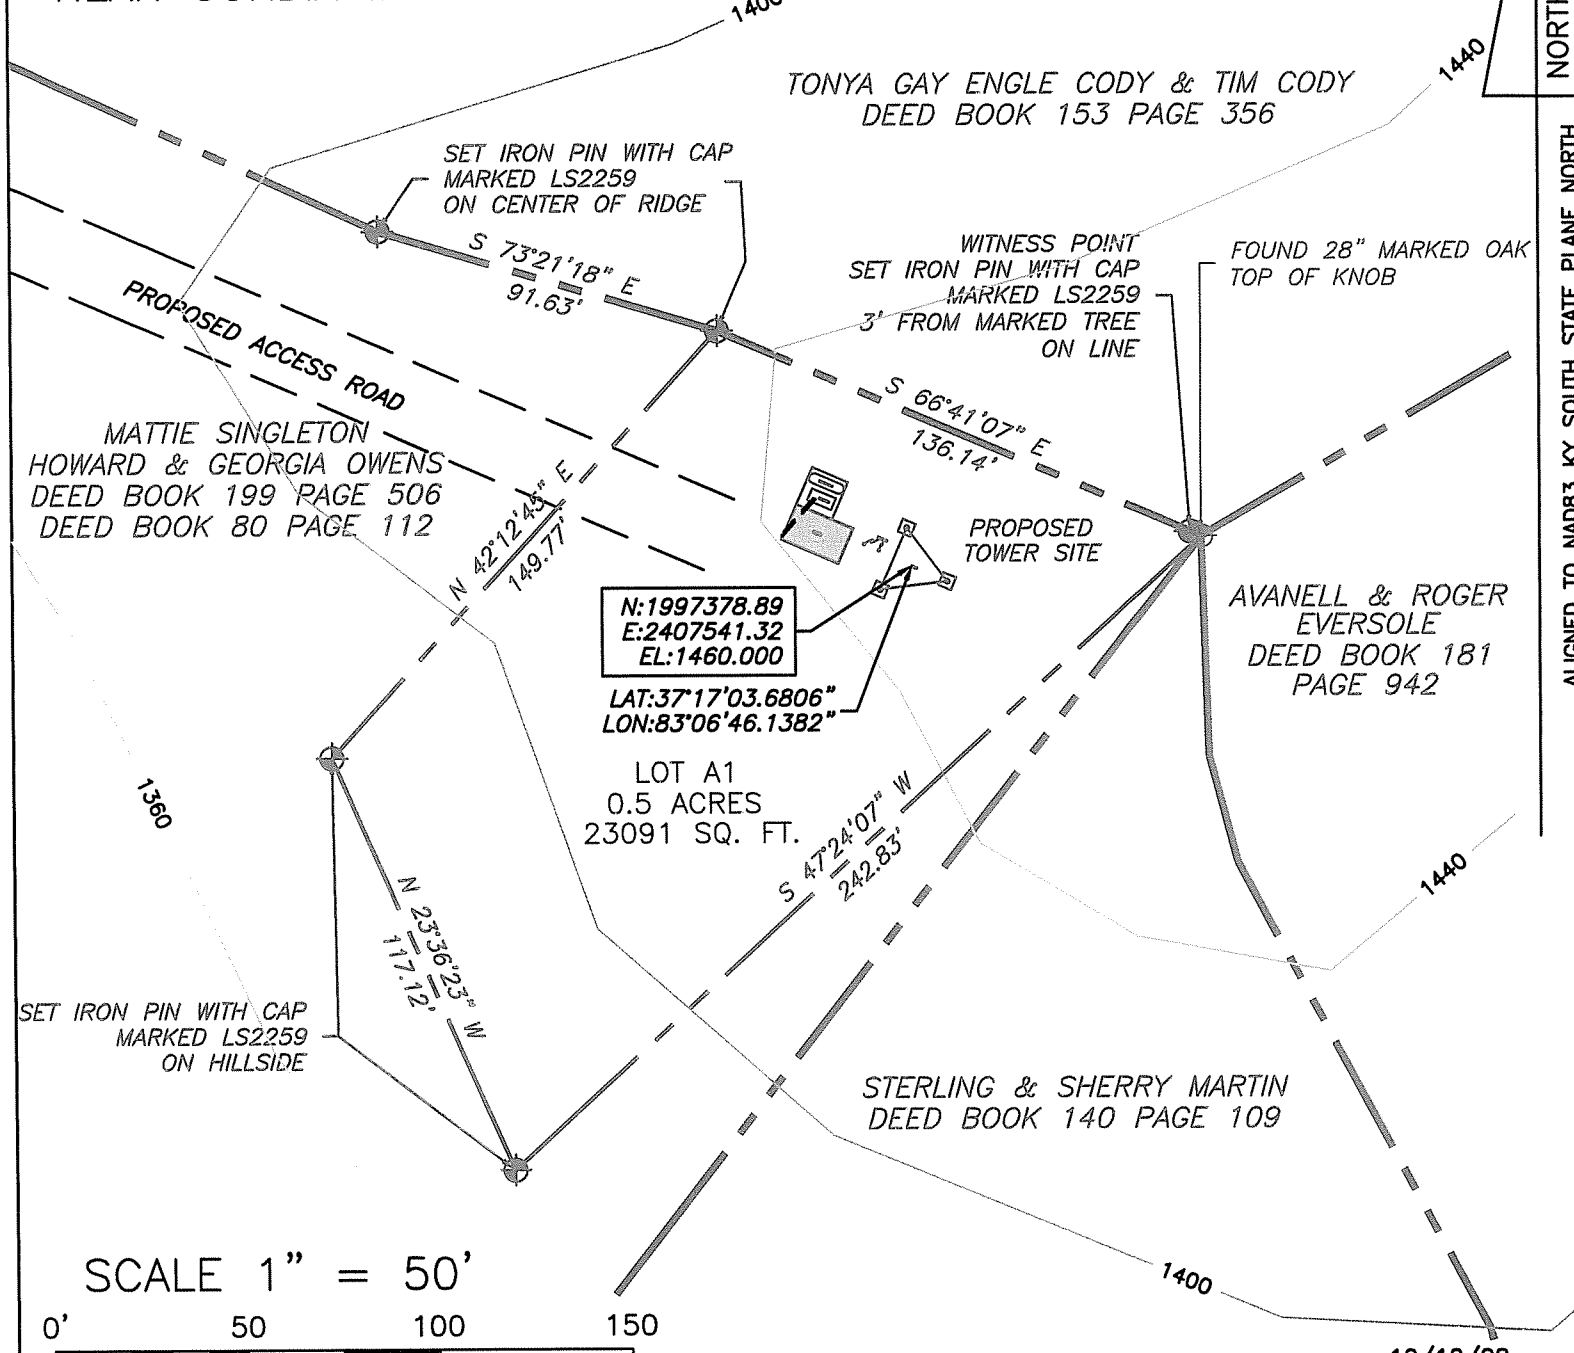 1400
1440
NORTH
TONYA GAY ENGLE CODY & TIM CODY
DEED BOOK 153 PAGE 356
SET IRON PIN WITH CAP
MARKED LS2259
ON CENTER OF RIDGE
S 73°21'18" E
91.63'
WITNESS POINT
SET IRON PIN WITH CAP
MARKED LS2259
3' FROM MARKED TREE
ON LINE
FOUND 28" MARKED OAK
TOP OF KNOB
ALIGNED TO NAD83 KY SOUTH STATE PLANE NORTH
PROPOSED ACCESS ROAD
S 66°41'07" E
136.14'
MATTIE SINGLETON
HOWARD & GEORGIA OWENS
DEED BOOK 199 PAGE 506
DEED BOOK 80 PAGE 112
N 42°12'45" E
149.77'
PROPOSED
TOWER SITE
N:1997378.89
E:2407541.32
EL:1460.000
LAT:37°17'03.6806"
LON:83°06'46.1382"
AVANELL & ROGER
EVERSOLE
DEED BOOK 181
PAGE 942
LOT A1
0.5 ACRES
23091 SQ. FT.
1360
S 47°24'07" W
242.83'
1440
N 23°36'23" W
117.12'
SET IRON PIN WITH CAP
MARKED LS2259
ON HILLSIDE
STERLING & SHERRY MARTIN
DEED BOOK 140 PAGE 109
1400
SCALE 1" = 50'
0' 50 100 150